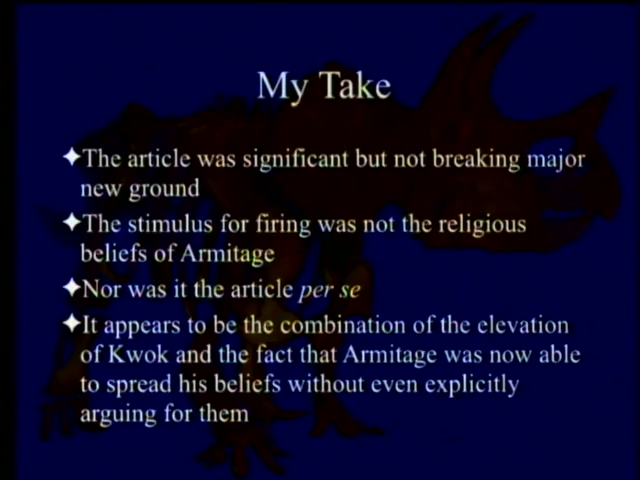 My Take
✦The article was significant but not breaking major
new ground
✦The stimulus for firing was not the religious
beliefs of Armitage
✦Nor was it the article per se
✦It appears to be the combination of the elevation
of Kwok and the fact that Armitage was now able
to spread his beliefs without even explicitly
arguing for them